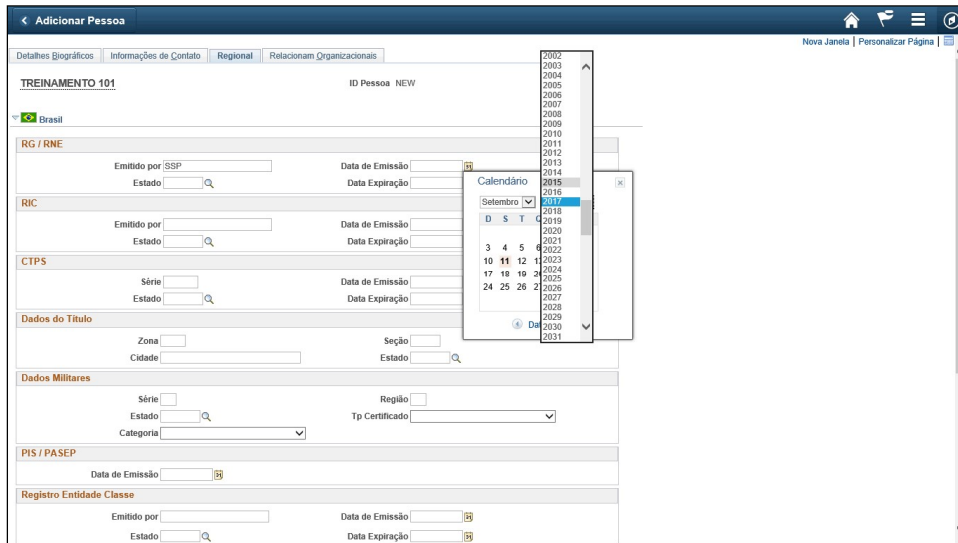 Adicionar Pessoa
Nova Janela | Personalizar Página |
Detalhes Biográficos Informações de Contato Regional Relacionam Organizacionais
TREINAMENTO 101 ID Pessoa NEW
Brasil
RG / RNE
Emitido por SSP Data de Emissão
Estado Data Expiração
RIC
Emitido por Data de Emissão
Estado Data Expiração
CTPS
Série Data de Emissão
Estado Data Expiração
Dados do Título
Zona Seção
Cidade Estado
Dados Militares
Série Região
Estado Tp Certificado
Categoria
PIS / PASEP
Data de Emissão
Registro Entidade Classe
Emitido por Data de Emissão
Estado Data Expiração
Calendário
Setembro
D S T
3 4 5
10 11 12
17 18 19
24 25 26
2002
2003
2004
2005
2006
2007
2008
2009
2010
2011
2012
2013
2014
2015
2016
2017
2018
2019
2020
2021
2022
2023
2024
2025
2026
2027
2028
2029
2030
2031